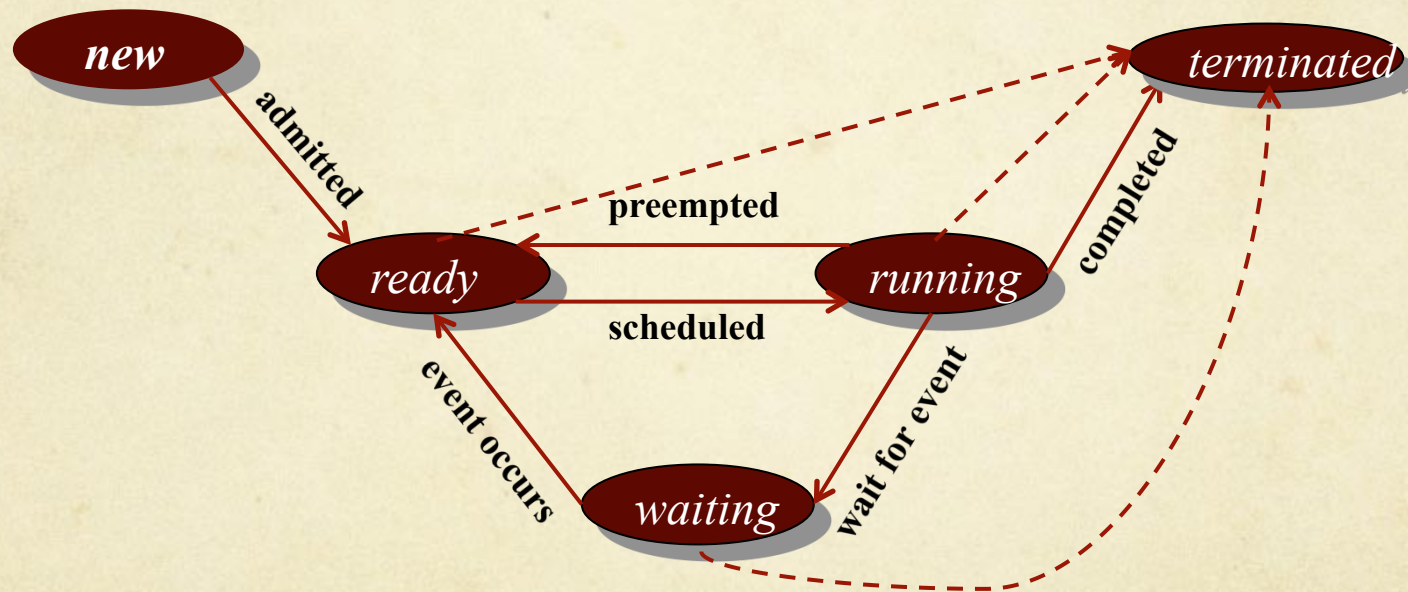 new
terminated
admitted
completed
preempted
ready
running
scheduled
event occurs
wait for event
waiting